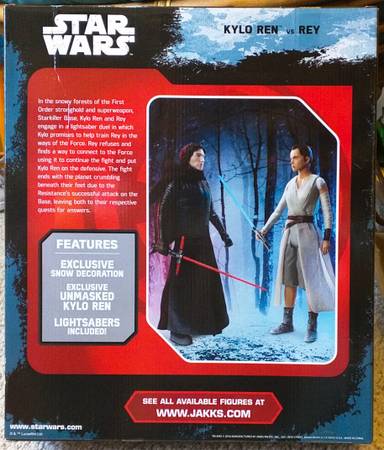 STAR
WARS
KYLO REN™ vs REY
In the snowy forests of the First
Order stronghold and superweapon,
Starkiller Base, Kylo Ren and Rey
engage in a lightsaber duel in which
Kylo promises to help train Rey in the
ways of the Force. Rey refuses and
finds a way to connect to the Force
using it to continue the fight and put
Kylo Ren on the defensive. The fight
ends with the planet crumbling
beneath their feet due to the
Resistance's successful attack on the
Base, leaving both to their respective
quests for answers.
FEATURES
EXCLUSIVE
SNOW DECORATION
EXCLUSIVE
UNMASKED
KYLO REN
LIGHTSABERS
INCLUDED!
SEE ALL AVAILABLE FIGURES AT
WWW.JAKKS.COM
www.starwars.com
© & ™ Lucasfilm Ltd.